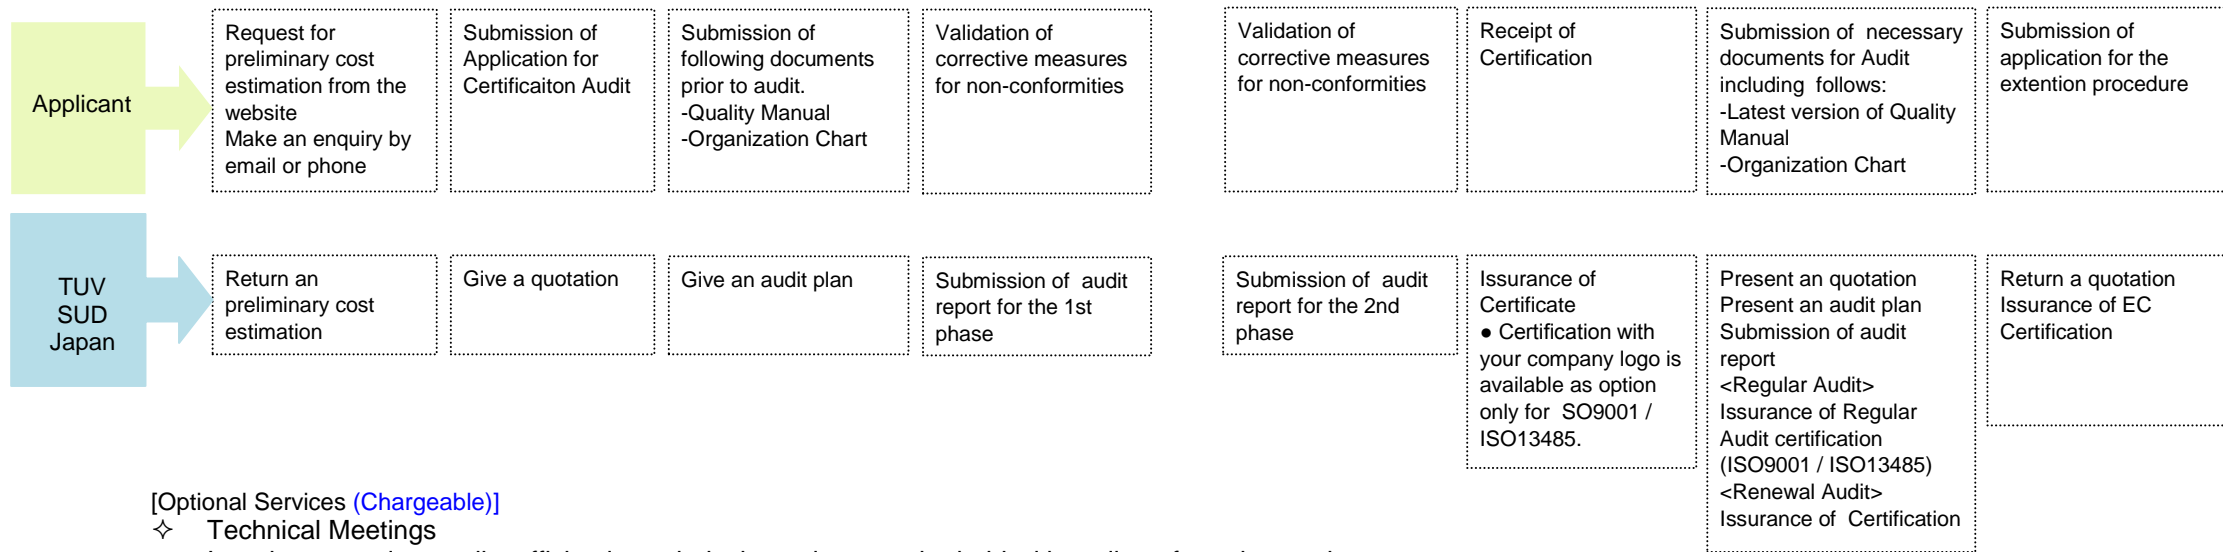 Applicant
Request for
preliminary cost
estimation from the
website
Make an enquiry by
email or phone
Submission of
Application for
Certificaiton Audit
Submission of
following documents
prior to audit.
-Quality Manual
-Organization Chart
Validation of
corrective measures
for non-conformities
Validation of
corrective measures
for non-conformities
Receipt of
Certification
Submission of necessary
documents for Audit
including follows:
-Latest version of Quality
Manual
-Organization Chart
Submission of
application for the
extention procedure
TUV
SUD
Japan
Return an
preliminary cost
estimation
Give a quotation
Give an audit plan
Submission of audit
report for the 1st
phase
Submission of audit
report for the 2nd
phase
Issurance of
Certificate
● Certification with
your company logo is
available as option
only for SO9001 /
ISO13485.
Present an quotation
Present an audit plan
Submission of audit
report
<Regular Audit>
Issurance of Regular
Audit certification
(ISO9001 / ISO13485)
<Renewal Audit>
Issurance of Certification
Return a quotation
Issurance of EC
Certification
[Optional Services (Chargeable)]
✧ Technical Meetings